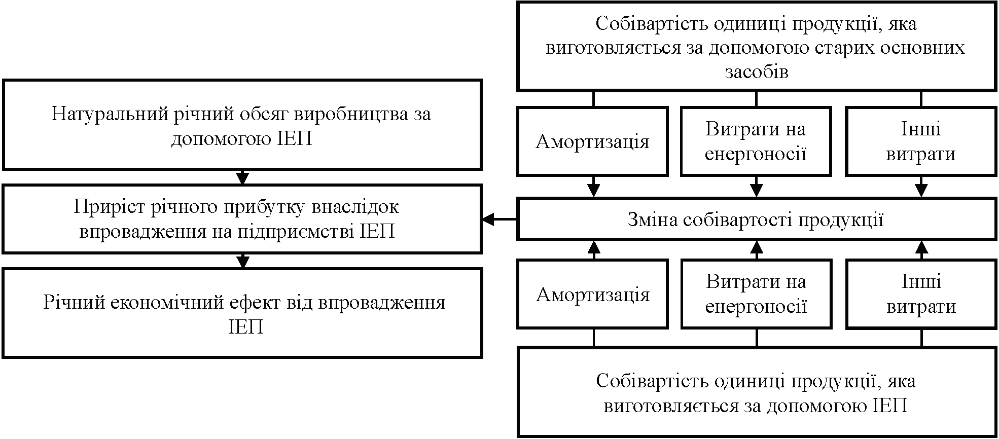 Собівартість одиниці продукції, яка
виготовляється за допомогою старих основних
засобів
Натуральний річний обсяг виробництва за
допомогою ІЕП
Амортизація
Витрати на
енергоносії
Інші
витрати
Приріст річного прибутку внаслідок
впровадження на підприємстві ІЕП
Зміна собівартості продукції
Річний економічний ефект від впровадження
ІЕП
Амортизація
Витрати на
енергоносії
Інші
витрати
Собівартість одиниці продукції, яка
виготовляється за допомогою ІЕП